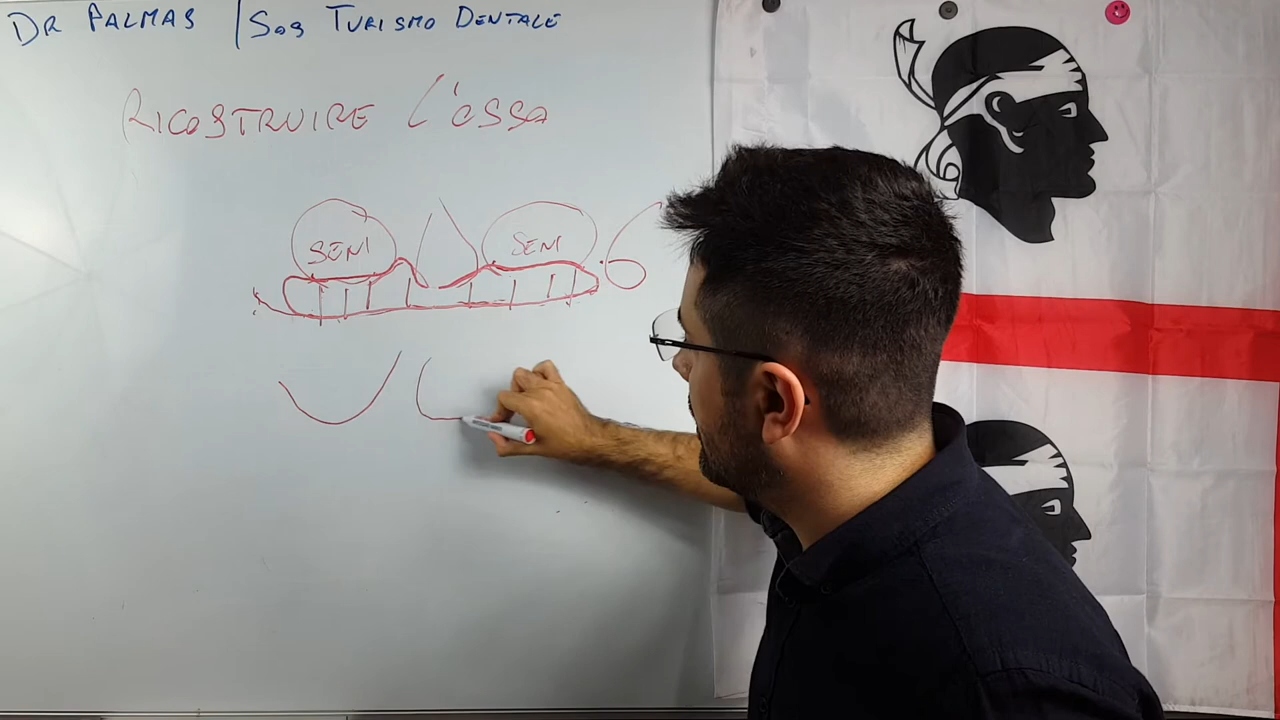 DR PALMAS | SOS TURISMO DENTALE
RICOSTRUIRE L'OSSO
SENI SENI